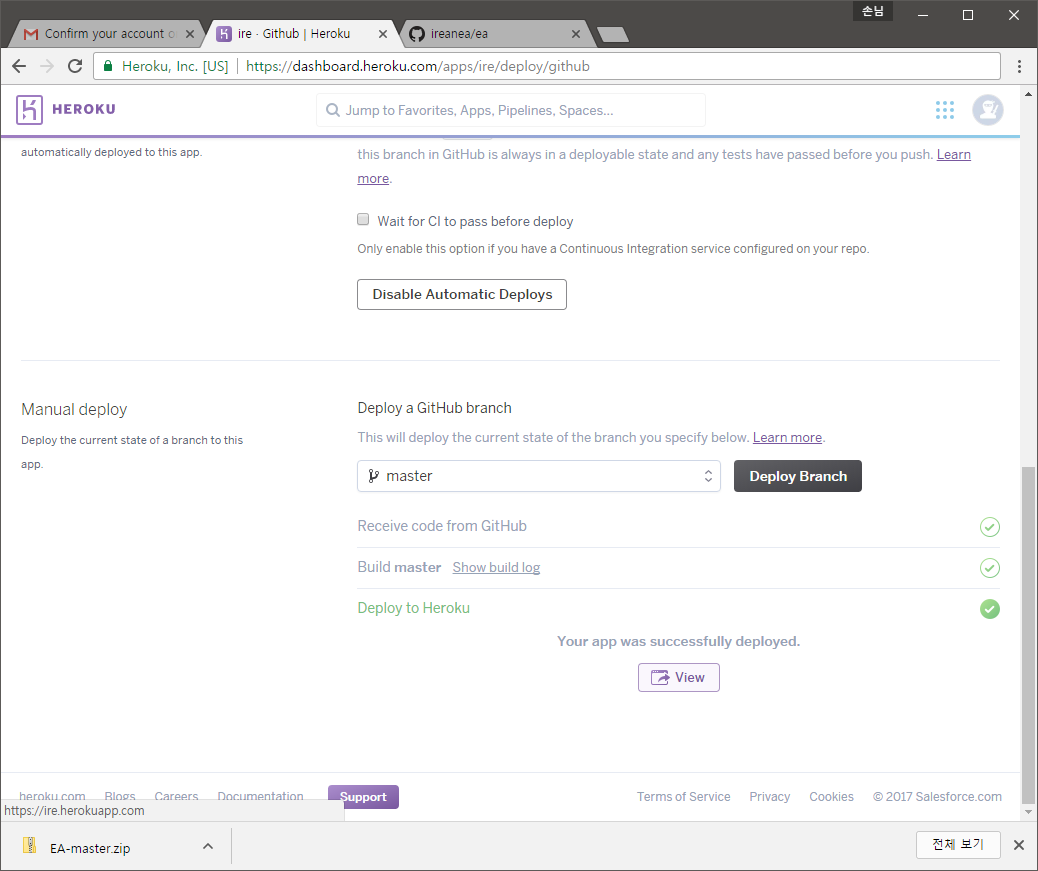 손님
Confirm your account o
ire · Github | Heroku
ireanea/ea
Heroku, Inc. [US]
https://dashboard.heroku.com/apps/ire/deploy/github
HEROKU
Jump to Favorites, Apps, Pipelines, Spaces...
automatically deployed to this app.
this branch in GitHub is always in a deployable state and any tests have passed before you push. Learn
more.
Wait for CI to pass before deploy
Only enable this option if you have a Continuous Integration service configured on your repo.
Disable Automatic Deploys
Manual deploy
Deploy the current state of a branch to this
app.
Deploy a GitHub branch
This will deploy the current state of the branch you specify below. Learn more.
master
Deploy Branch
Receive code from GitHub
Build master Show build log
Deploy to Heroku
Your app was successfully deployed.
View
heroku.com Blogs Careers Documentation Support
Terms of Service Privacy Cookies © 2017 Salesforce.com
https://ire.herokuapp.com
EA-master.zip
전체 보기